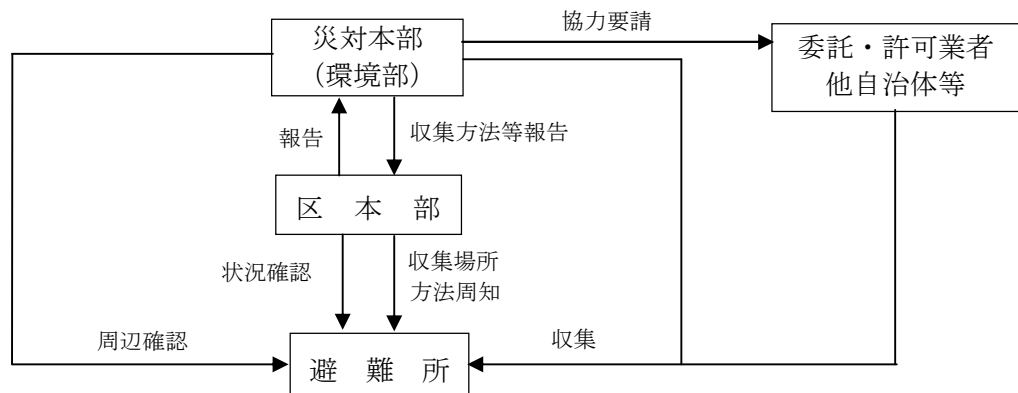 協力要請
災対本部
（環境部）
委託・許可業者
他自治体等
報告
収集方法等報告
区 本 部
状況確認
収集場所
方法周知
周辺確認
収集
避 難 所